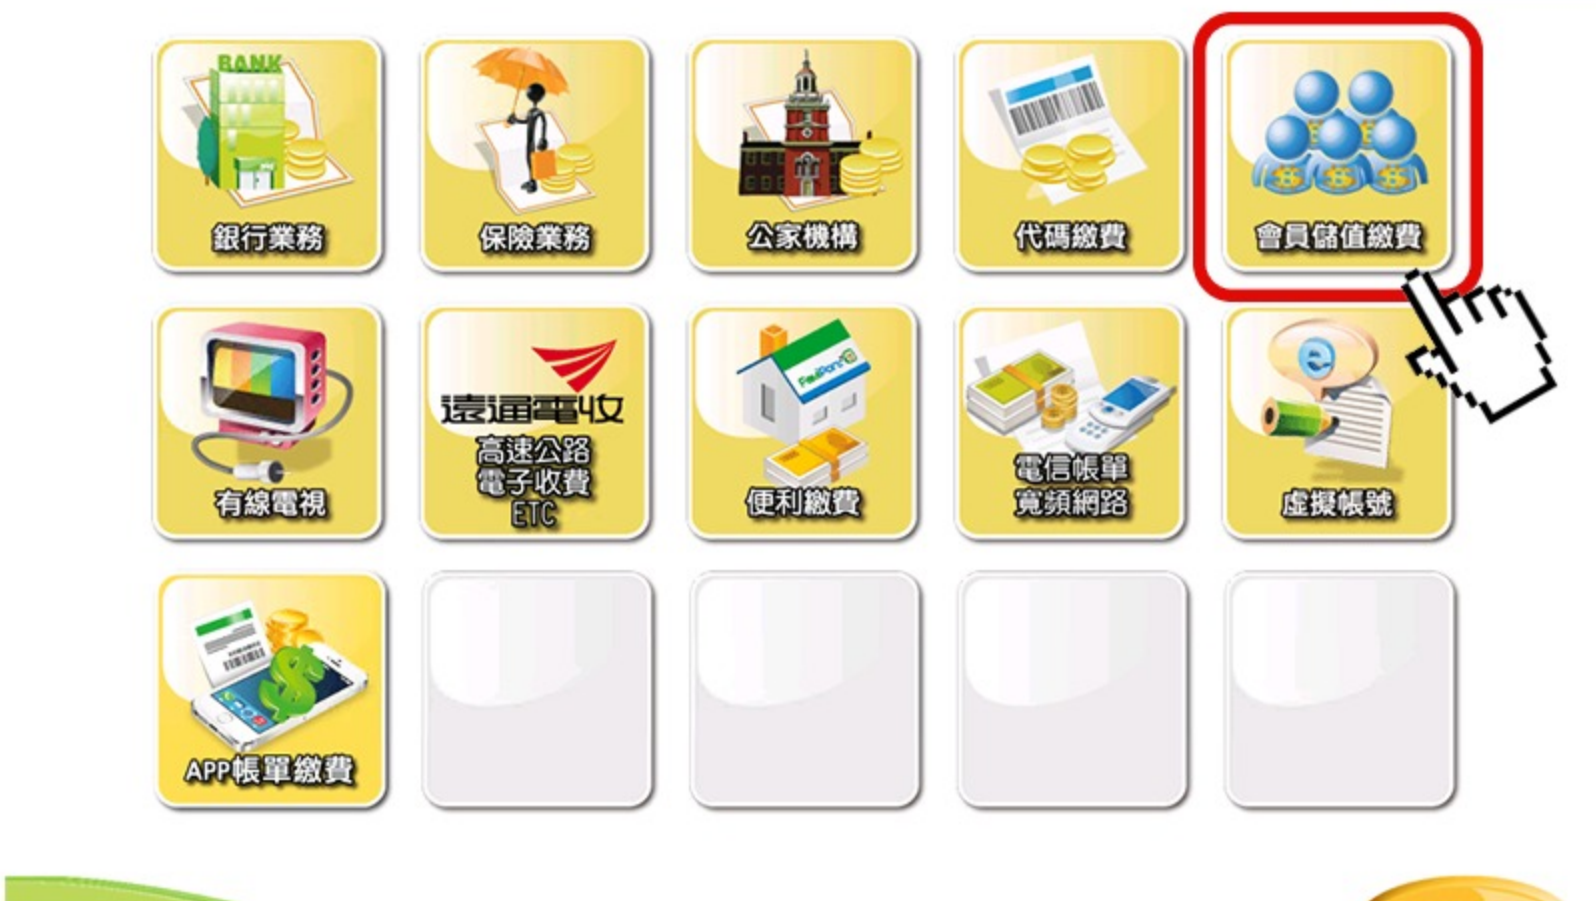 BANK
銀行業務
保險業務
公家機構
代碼繳費
會員儲值繳費
有線電視
遠通電收
高速公路
電子收費
ETC
FamiPort
便利繳費
電信帳單
寬頻網路
e
虛擬帳號
APP帳單繳費